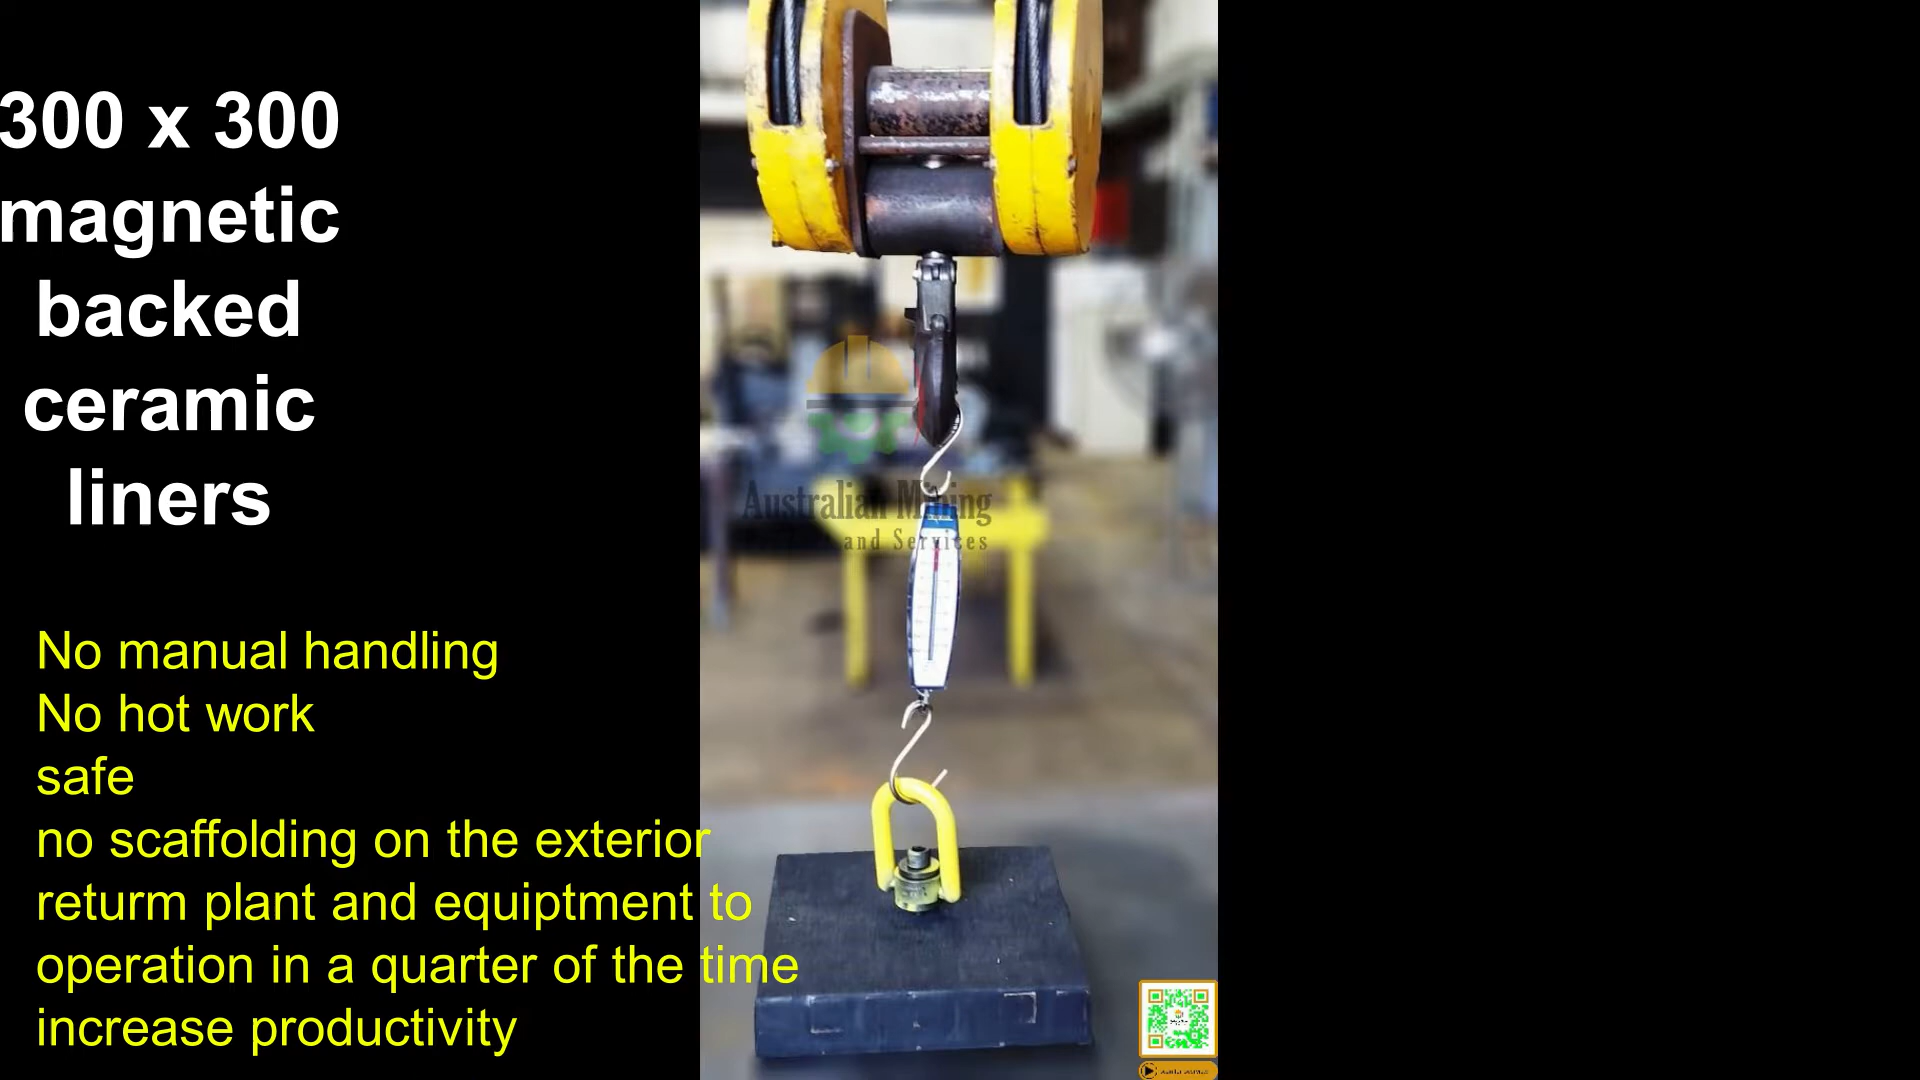 300 x 300
magnetic
backed
ceramic
liners
No manual handling
No hot work
safe
no scaffolding on the exterior
returm plant and equiptment to
operation in a quarter of the time
increase productivity
Australian Mining
and Services